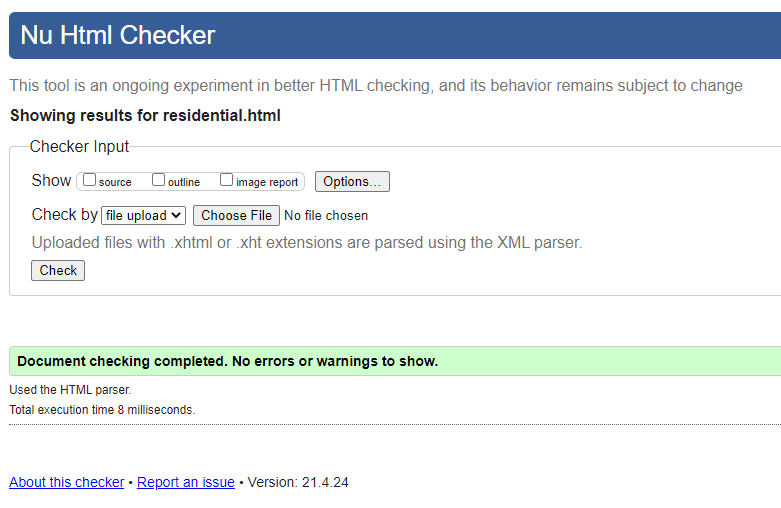 Nu Html Checker
This tool is an ongoing experiment in better HTML checking, and its behavior remains subject to change
Showing results for residential.html
Checker Input
Show source outline image report Options...
Check by file upload Choose File No file chosen
Uploaded files with .xhtml or .xht extensions are parsed using the XML parser.
Check
Document checking completed. No errors or warnings to show.
Used the HTML parser.
Total execution time 8 milliseconds.
About this checker • Report an issue • Version: 21.4.24